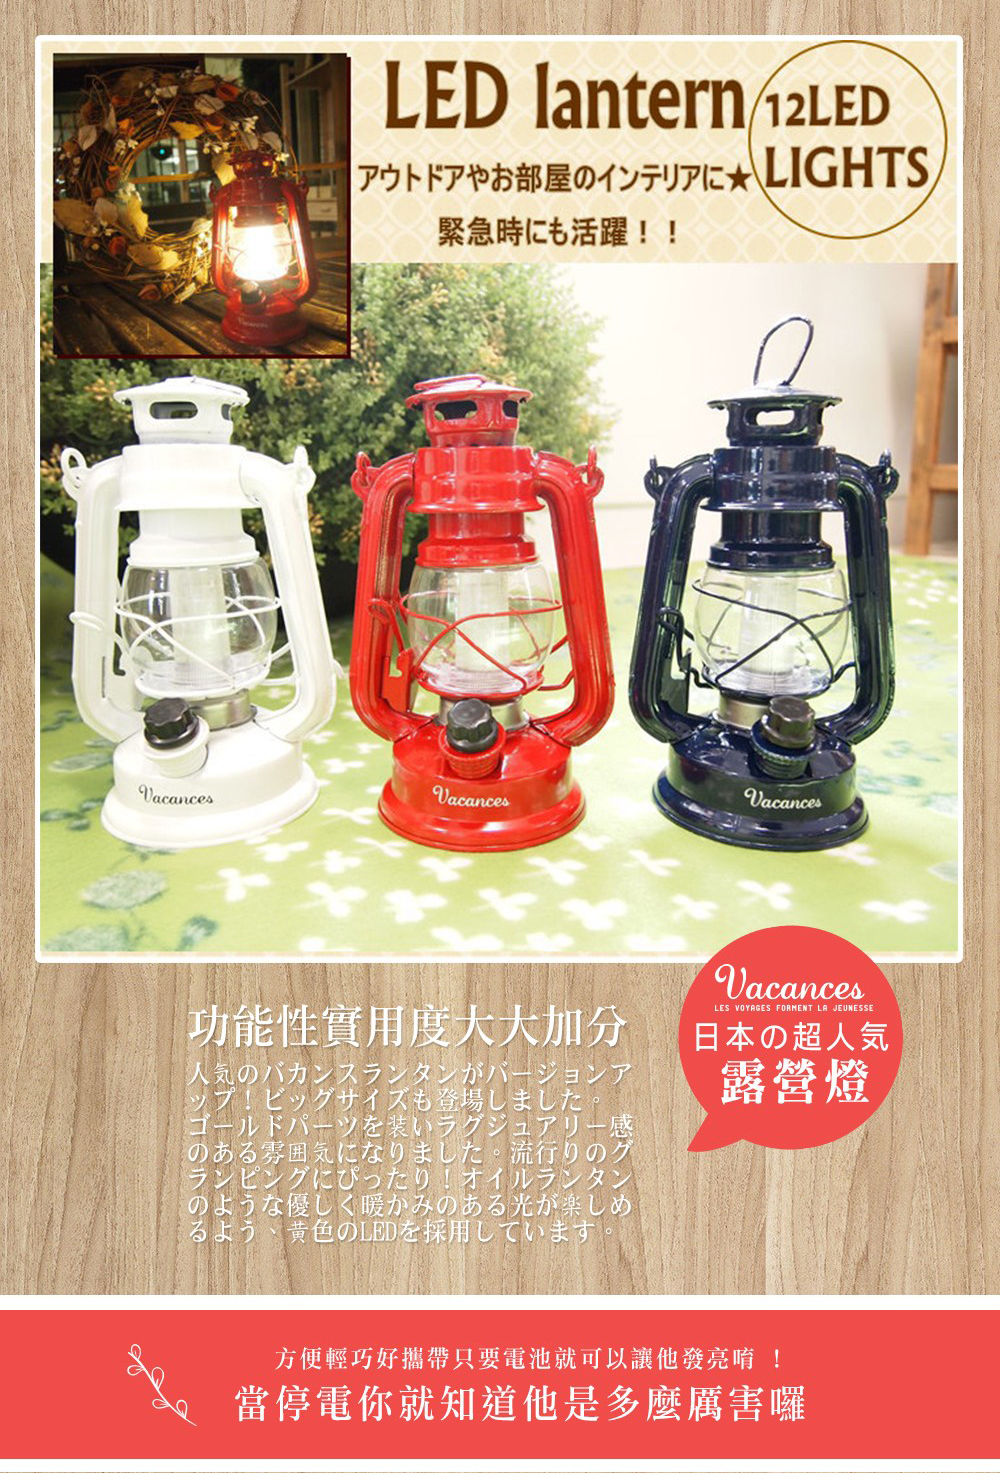 LED lantern
12LED
LIGHTS
アウトドアやお部屋のインテリアに★
緊急時にも活躍！！
Vacances
Vacances
Vacances
Vacances
Vacances
LES VOYAGES FORMENT LA JEUNESSE
日本の超人気
露營燈
功能性實用度大大加分
人気のバカンスランタンがバージョンア
ップ！ビッグサイズも登場しました。
ゴールドパーツを装いラグジュアリー感
のある雰囲気になりました。流行りのグ
ランピングにぴったり！オイルランタン
のような優しく暖かみのある光が楽しめ
るよう、黄色のLEDを採用しています。
方便輕巧好攜帶只要電池就可以讓他發亮唷 ！
當停電你就知道他是多麼厲害囉